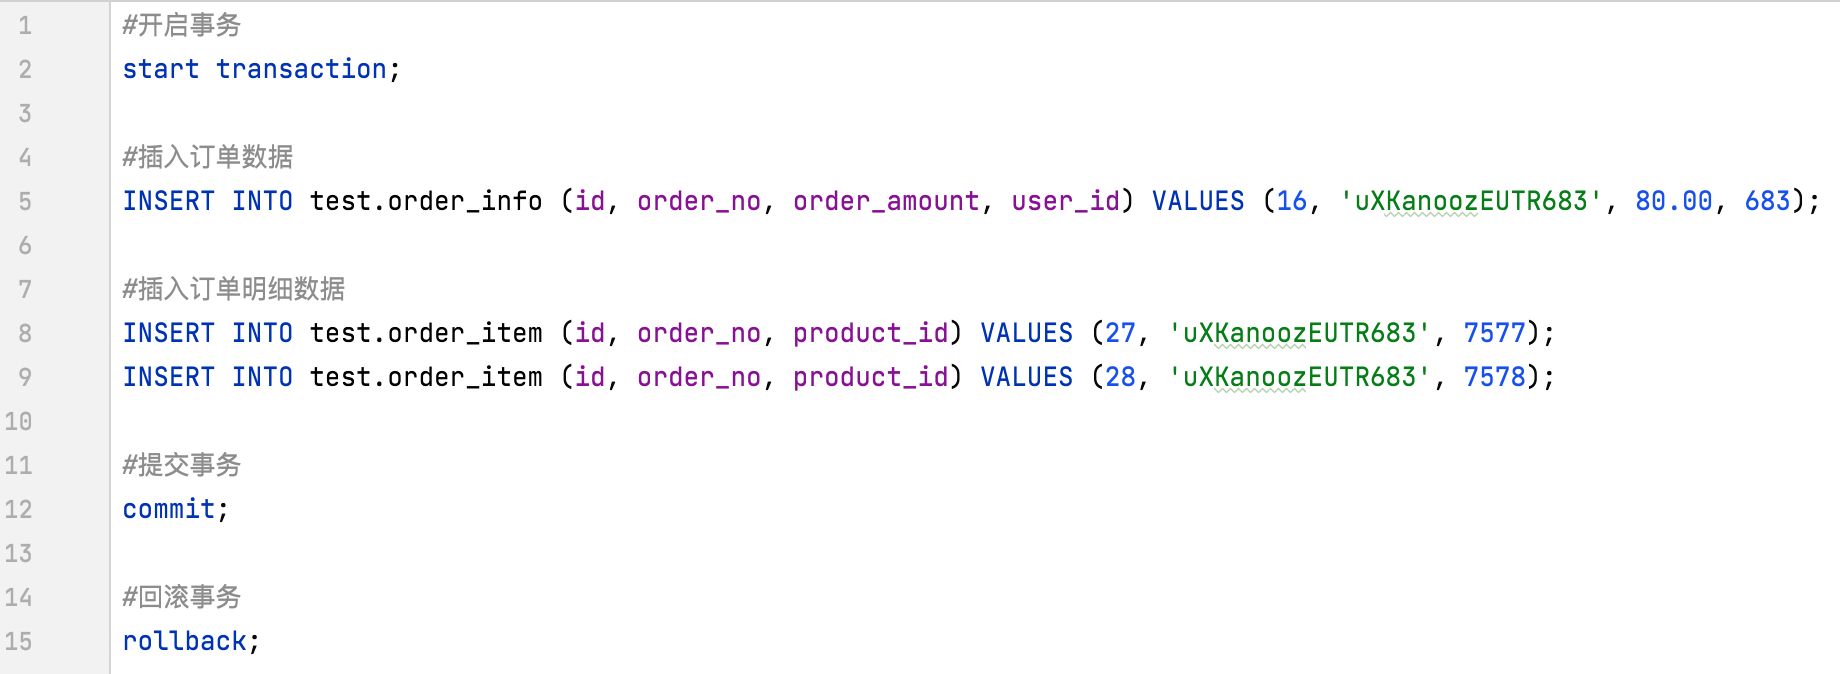 1 #开启事务
2 start transaction;
3
4 #插入订单数据
5 INSERT INTO test.order_info (id, order_no, order_amount, user_id) VALUES (16, 'uXKanoozEUTR683', 80.00, 683);
6
7 #插入订单明细数据
8 INSERT INTO test.order_item (id, order_no, product_id) VALUES (27, 'uXKanoozEUTR683', 7577);
9 INSERT INTO test.order_item (id, order_no, product_id) VALUES (28, 'uXKanoozEUTR683', 7578);
10
11 #提交事务
12 commit;
13
14 #回滚事务
15 rollback;